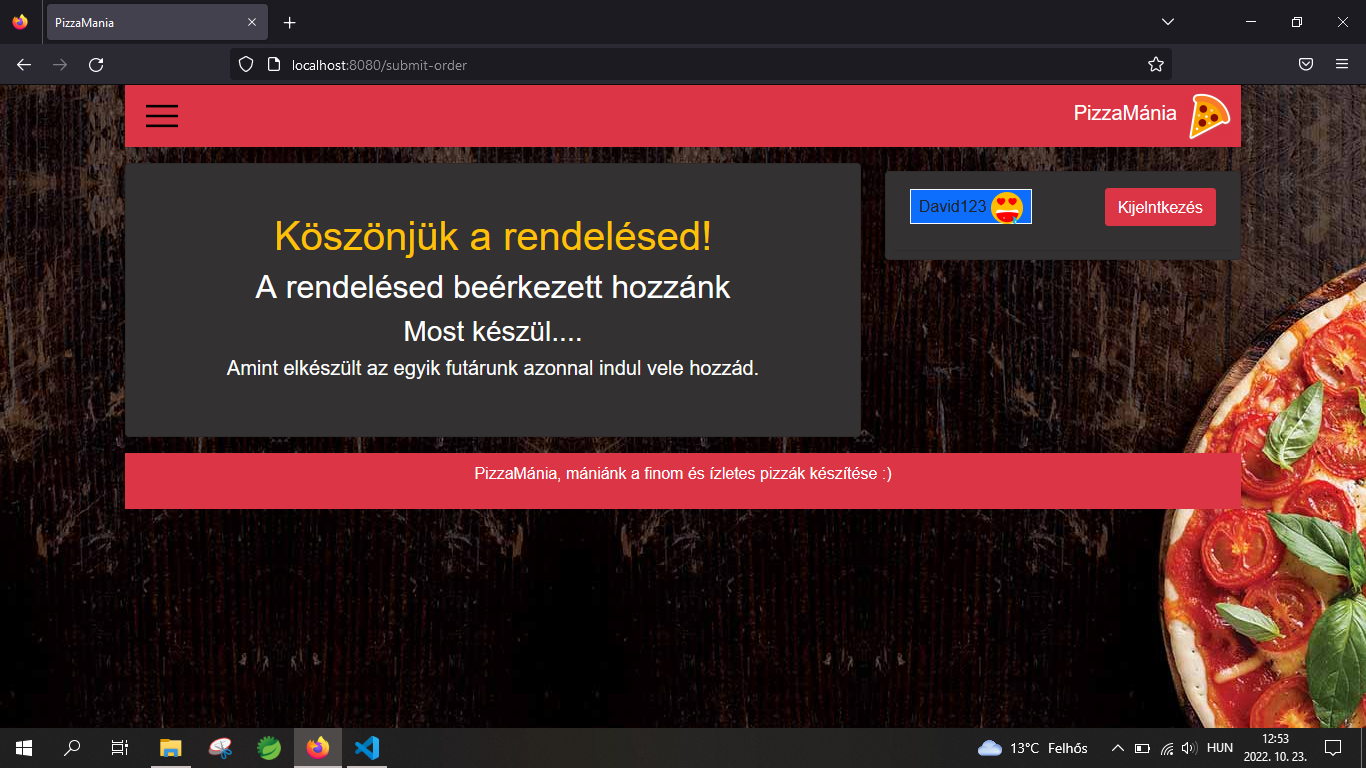 PizzaMania
localhost:8080/submit-order
PizzaMánia
Köszönjük a rendelésed!
A rendelésed beérkezett hozzánk
Most készül....
Amint elkészült az egyik futárunk azonnal indul vele hozzád.
David123
Kijelntkezés
PizzaMánia, mániánk a finom és ízletes pizzák készítése :)
13°C Felhős
HUN
12:53
2022. 10. 23.